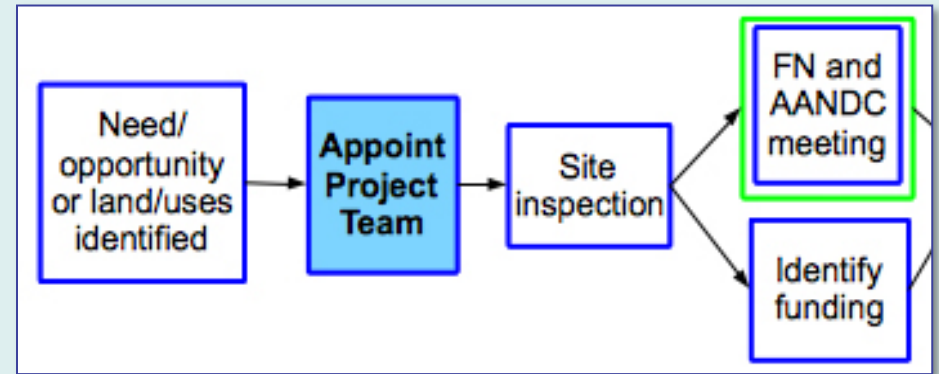 Need/
opportunity
or land/uses
identified
Appoint
Project
Team
Site
inspection
FN and
AANDC
meeting
Identify
funding